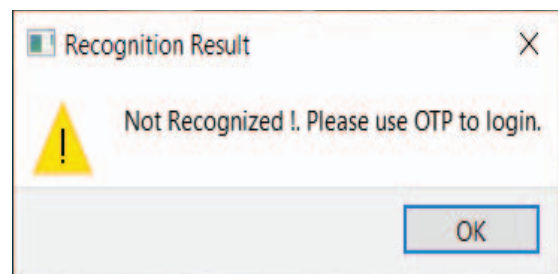 Recognition Result
Not Recognized !. Please use OTP to login.
OK